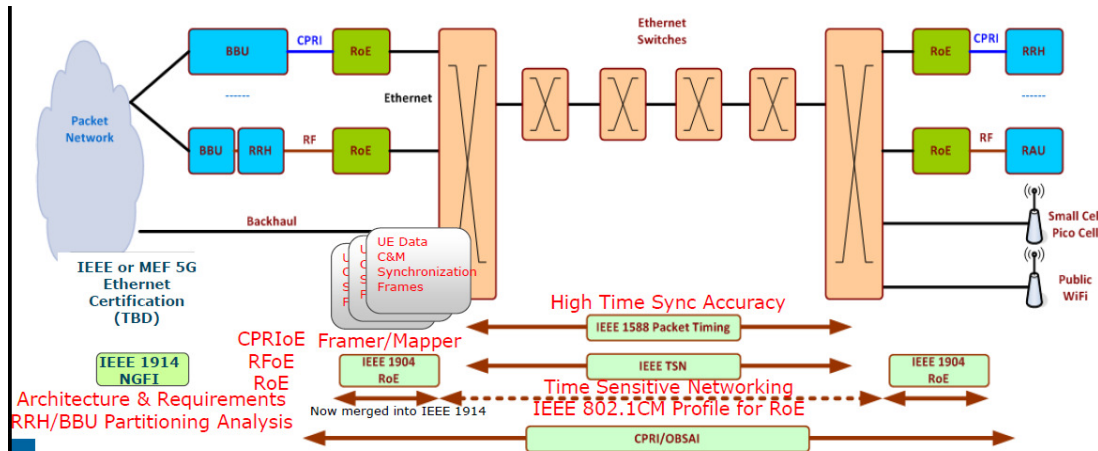 Ethernet
Switches
BBU
CPRI
RoE
RoE
CPRI
RRH
------
------
Ethernet
Packet
Network
BBU
RRH
RF
RoE
RoE
RF
RAU
Backhaul
Small Cel
Pico Cell
UE Data
C&M
Synchronization
Frames
U
C
S
F
U
C
S
F
Public
WiFi
IEEE or MEF 5G
Ethernet
Certification
(TBD)
High Time Sync Accuracy
IEEE 1588 Packet Timing
CPRIoE
RFoE
RoE
Framer/Mapper
IEEE 1914
NGFI
IEEE 1904
RoE
IEEE TSN
IEEE 1904
RoE
Time Sensitive Networking
IEEE 802.1CM Profile for RoE
Architecture & Requirements
RRH/BBU Partitioning Analysis
Now merged into IEEE 1914
CPRI/OBSAI